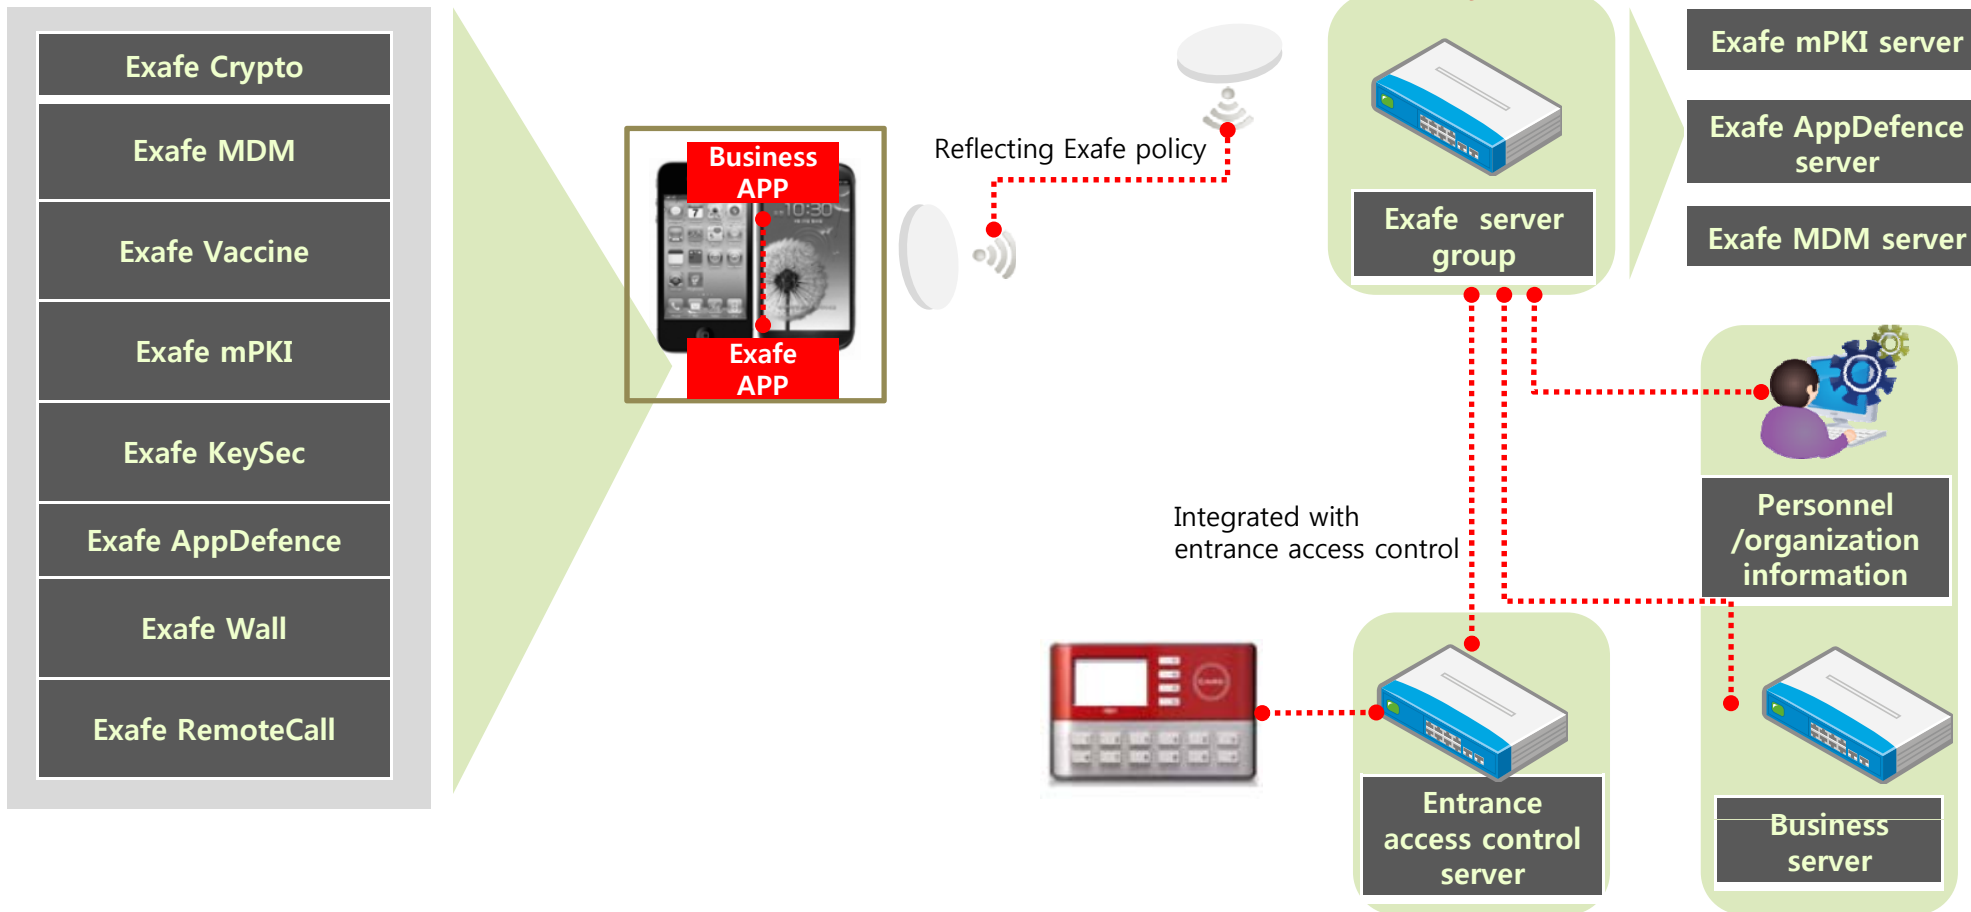 Exafe Crypto
Exafe MDM
Exafe Vaccine
Exafe mPKI
Exafe KeySec
Exafe AppDefence
Exafe Wall
Exafe RemoteCall
Business
APP
10:30
Exafe
APP
Reflecting Exafe policy
Exafe server
group
Exafe mPKI server
Exafe AppDefence
server
Exafe MDM server
Personnel
/organization
information
Integrated with
entrance access control
Entrance
access control
server
Business
server